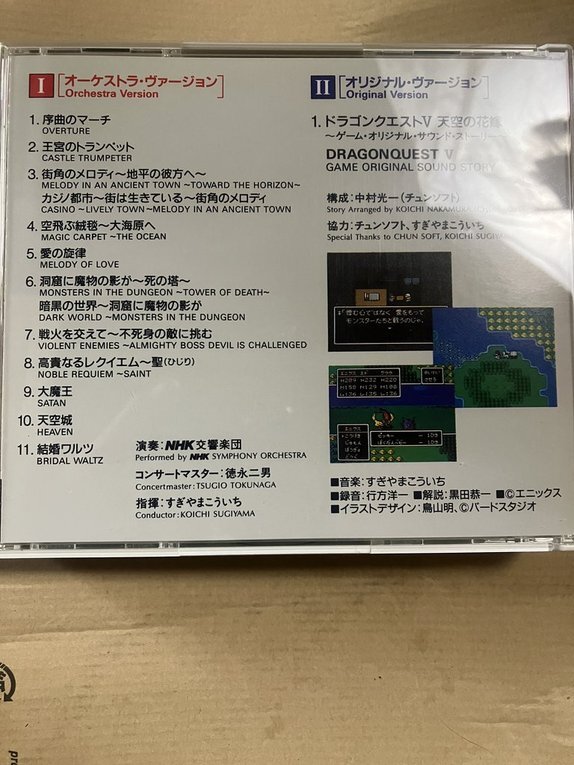 I [オーケストラ・ヴァージョン]
Orchestra Version
1. 序曲のマーチ
OVERTURE
2. 王宮のトランペット
CASTLE TRUMPETER
3. 街角のメロディ〜地平の彼方へ〜
MELODY IN AN ANCIENT TOWN ~TOWARD THE HORIZON~
カジノ都市〜街は生きている〜街角のメロディ
CASINO ~LIVELY TOWN~MELODY IN AN ANCIENT TOWN
4. 空飛ぶ絨毯〜大海原へ
MAGIC CARPET ~THE OCEAN
5. 愛の旋律
MELODY OF LOVE
6. 洞窟に魔物の影が〜死の塔〜
MONSTERS IN THE DUNGEON ~TOWER OF DEATH~
暗黒の世界〜洞窟に魔物の影が
DARK WORLD ~MONSTERS IN THE DUNGEON
7. 戦火を交えて〜不死身の敵に挑む
VIOLENT ENEMIES ~ALMIGHTY BOSS DEVIL IS CHALLENGED
8. 高貴なるレクイエム〜聖(ひじり)
NOBLE REQUIEM ~SAINT
9. 大魔王
SATAN
10. 天空城
HEAVEN
11. 結婚ワルツ
BRIDAL WALTZ
演奏:NHK交響楽団
Performed by NHK SYMPHONY ORCHESTRA
コンサートマスター:徳永二男
Concertmaster:TSUGIO TOKUNAGA
指揮:すぎやまこういち
Conductor:KOICHI SUGIYAMA
II [オリジナル・ヴァージョン]
Original Version
1. ドラゴンクエストV 天空の花嫁
〜ゲーム・オリジナル・サウンド・ストーリー〜
DRAGONQUEST V
GAME ORIGINAL SOUND STORY
構成:中村光一(チュンソフト)
Story Arranged by KOICHI NAKAMURA
協力:チュンソフト,すぎやまこういち
Special Thanks to CHUN SOFT, KOICHI SUGIYA
モンスターたちと戦うのじゃ。
H209 H232 H220
■音楽:すぎやまこういち
■録音:行方洋一 ■解説:黒田恭一 ■©エニックス
■イラストデザイン:鳥山明,©バードスタジオ